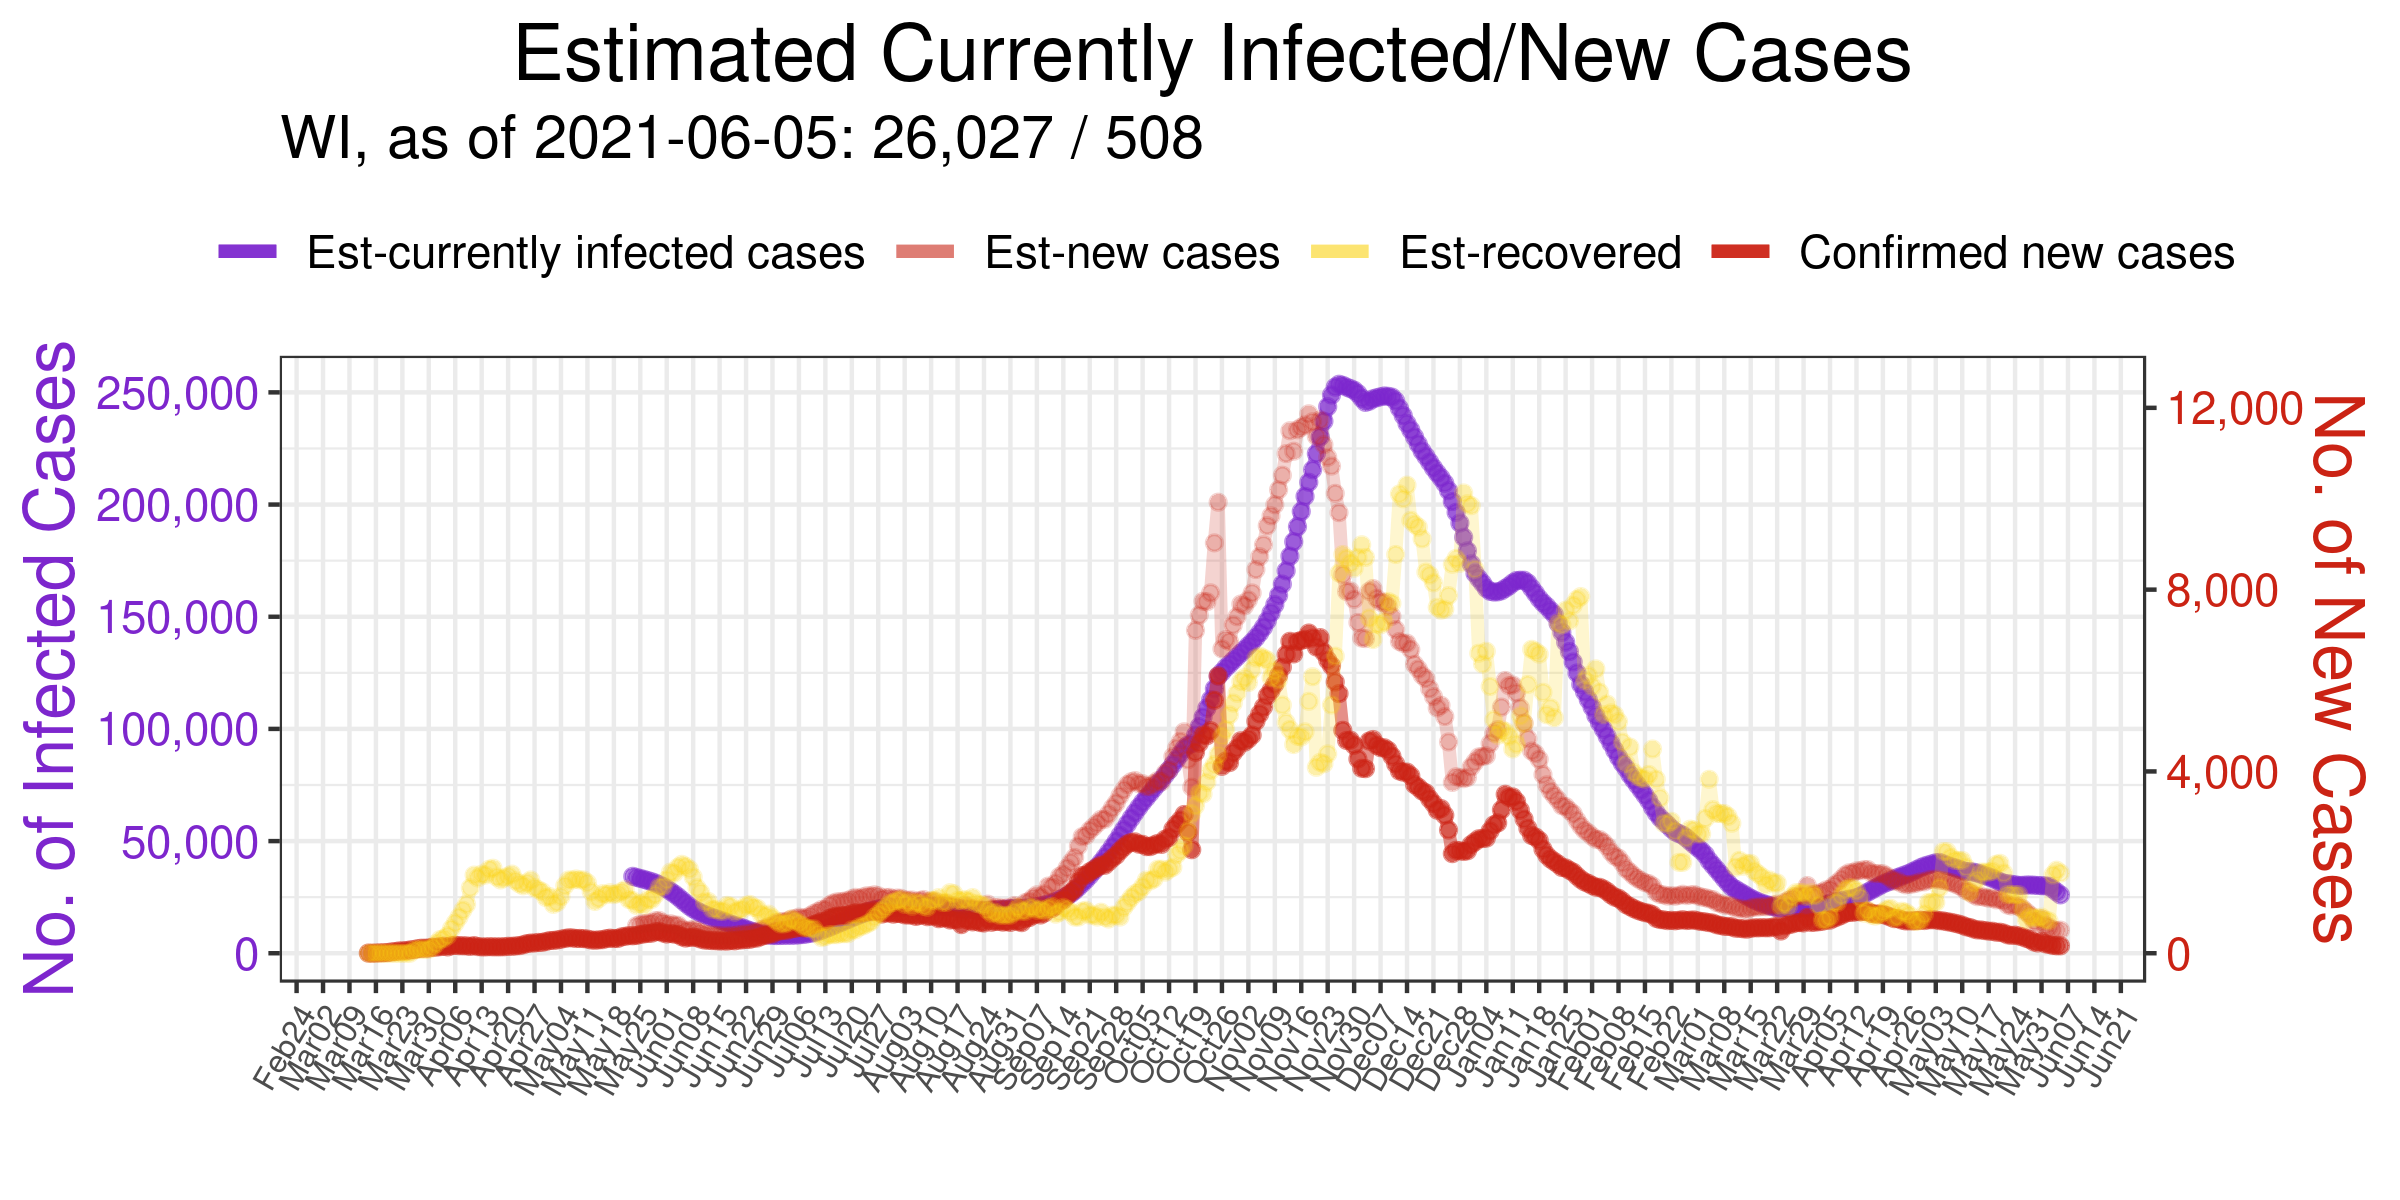 Estimated Currently Infected/New Cases
WI, as of 2021-06-05: 26,027 / 508
Est-currently infected cases Est-new cases Est-recovered Confirmed new cases
No. of Infected Cases
250,000
200,000
150,000
100,000
50,000
0
12,000
8,000
4,000
0
No. of New Cases
Feb24
Mar02
Mar09
Mar16
Mar23
Mar30
Apr06
Apr13
Apr20
Apr27
May04
May11
May18
May25
Jun01
Jun08
Jun15
Jun22
Jun29
Jul06
Jul13
Jul20
Jul27
Aug03
Aug10
Aug17
Aug24
Aug31
Sep07
Sep14
Sep21
Sep28
Oct05
Oct12
Oct19
Oct26
Nov02
Nov09
Nov16
Nov23
Nov30
Dec07
Dec14
Dec21
Dec28
Jan04
Jan11
Jan18
Jan25
Feb01
Feb08
Feb15
Feb22
Mar01
Mar08
Mar15
Mar22
Mar29
Apr05
Apr12
Apr19
Apr26
May03
May10
May17
May24
May31
Jun07
Jun14
Jun21